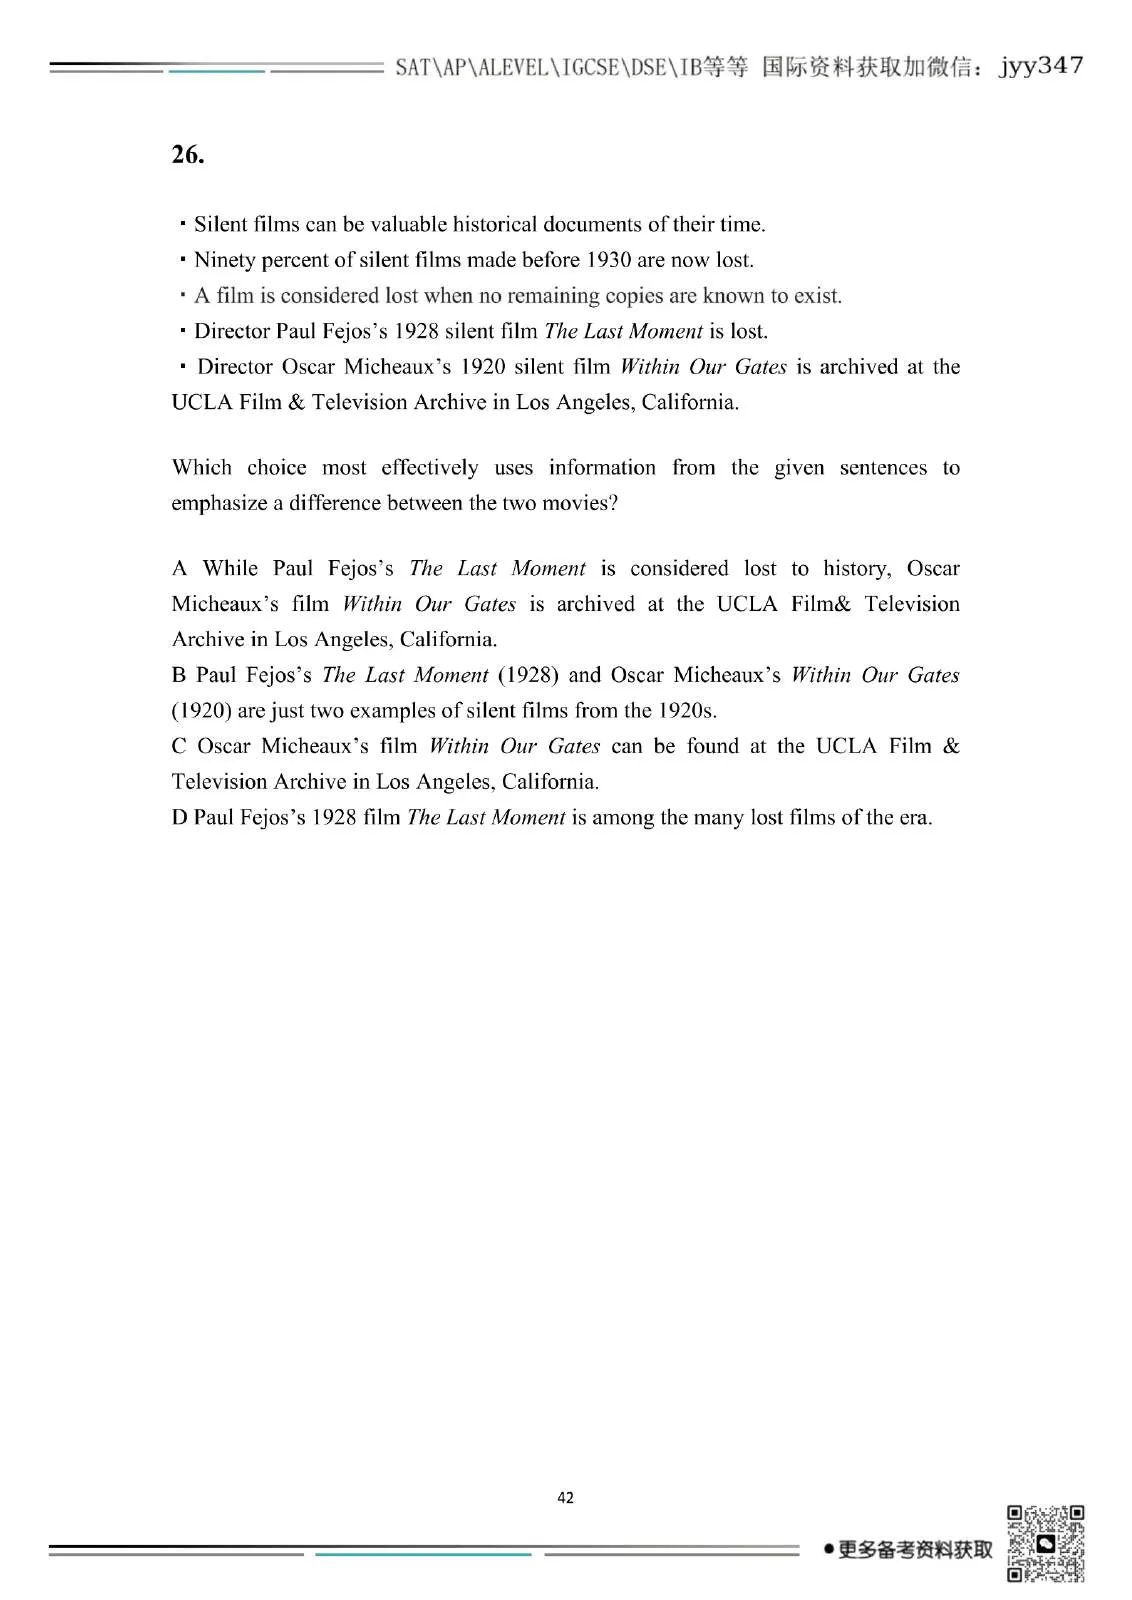 SAT\AP\ALEVEL\IGCSE\DSE\IB等等 国际资料获取加微信：jyy347
26.
▪ Silent films can be valuable historical documents of their time.
▪ Ninety percent of silent films made before 1930 are now lost.
▪ A film is considered lost when no remaining copies are known to exist.
▪ Director Paul Fejos’s 1928 silent film The Last Moment is lost.
▪ Director Oscar Micheaux’s 1920 silent film Within Our Gates is archived at the
UCLA Film & Television Archive in Los Angeles, California.
Which choice most effectively uses information from the given sentences to
emphasize a difference between the two movies?
A While Paul Fejos’s The Last Moment is considered lost to history, Oscar
Micheaux’s film Within Our Gates is archived at the UCLA Film& Television
Archive in Los Angeles, California.
B Paul Fejos’s The Last Moment (1928) and Oscar Micheaux’s Within Our Gates
(1920) are just two examples of silent films from the 1920s.
C Oscar Micheaux’s film Within Our Gates can be found at the UCLA Film &
Television Archive in Los Angeles, California.
D Paul Fejos’s 1928 film The Last Moment is among the many lost films of the era.
42
●更多备考资料获取